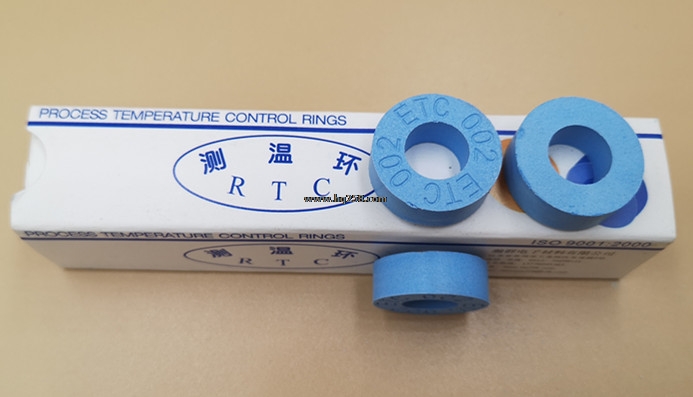 PROCESS TEMPERATURE CONTROL RINGS
测 温 环
R T C
ETC 002 ETC 002
PROCESS TEMPERATURE CONTROL RINGS
ISO 9001:2000
测 温 环
R T C